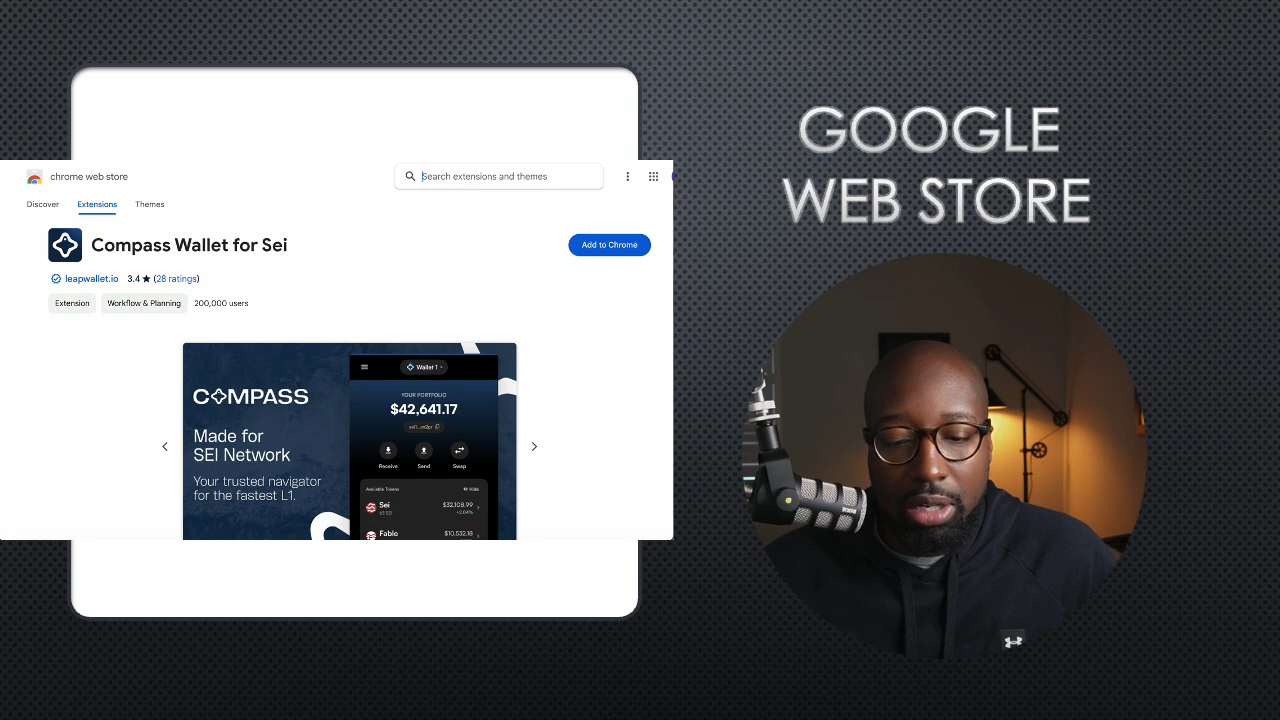 GOOGLE
WEB STORE
chrome web store
Search extensions and themes
Discover
Extensions
Themes
Compass Wallet for Sei
Add to Chrome
leapwallet.io 3.4 ★ (28 ratings)
Extension
Workflow & Planning
200,000 users
COMPASS
Made for
SEI Network
Your trusted navigator
for the fastest L1.
Wallet 1
YOUR PORTFOLIO
$42,641.17
Receive
Send
Swap
Available Tokens
Hide
Sei
$32,108.99
+2.04%
Fable
$10,532.18
RØDE